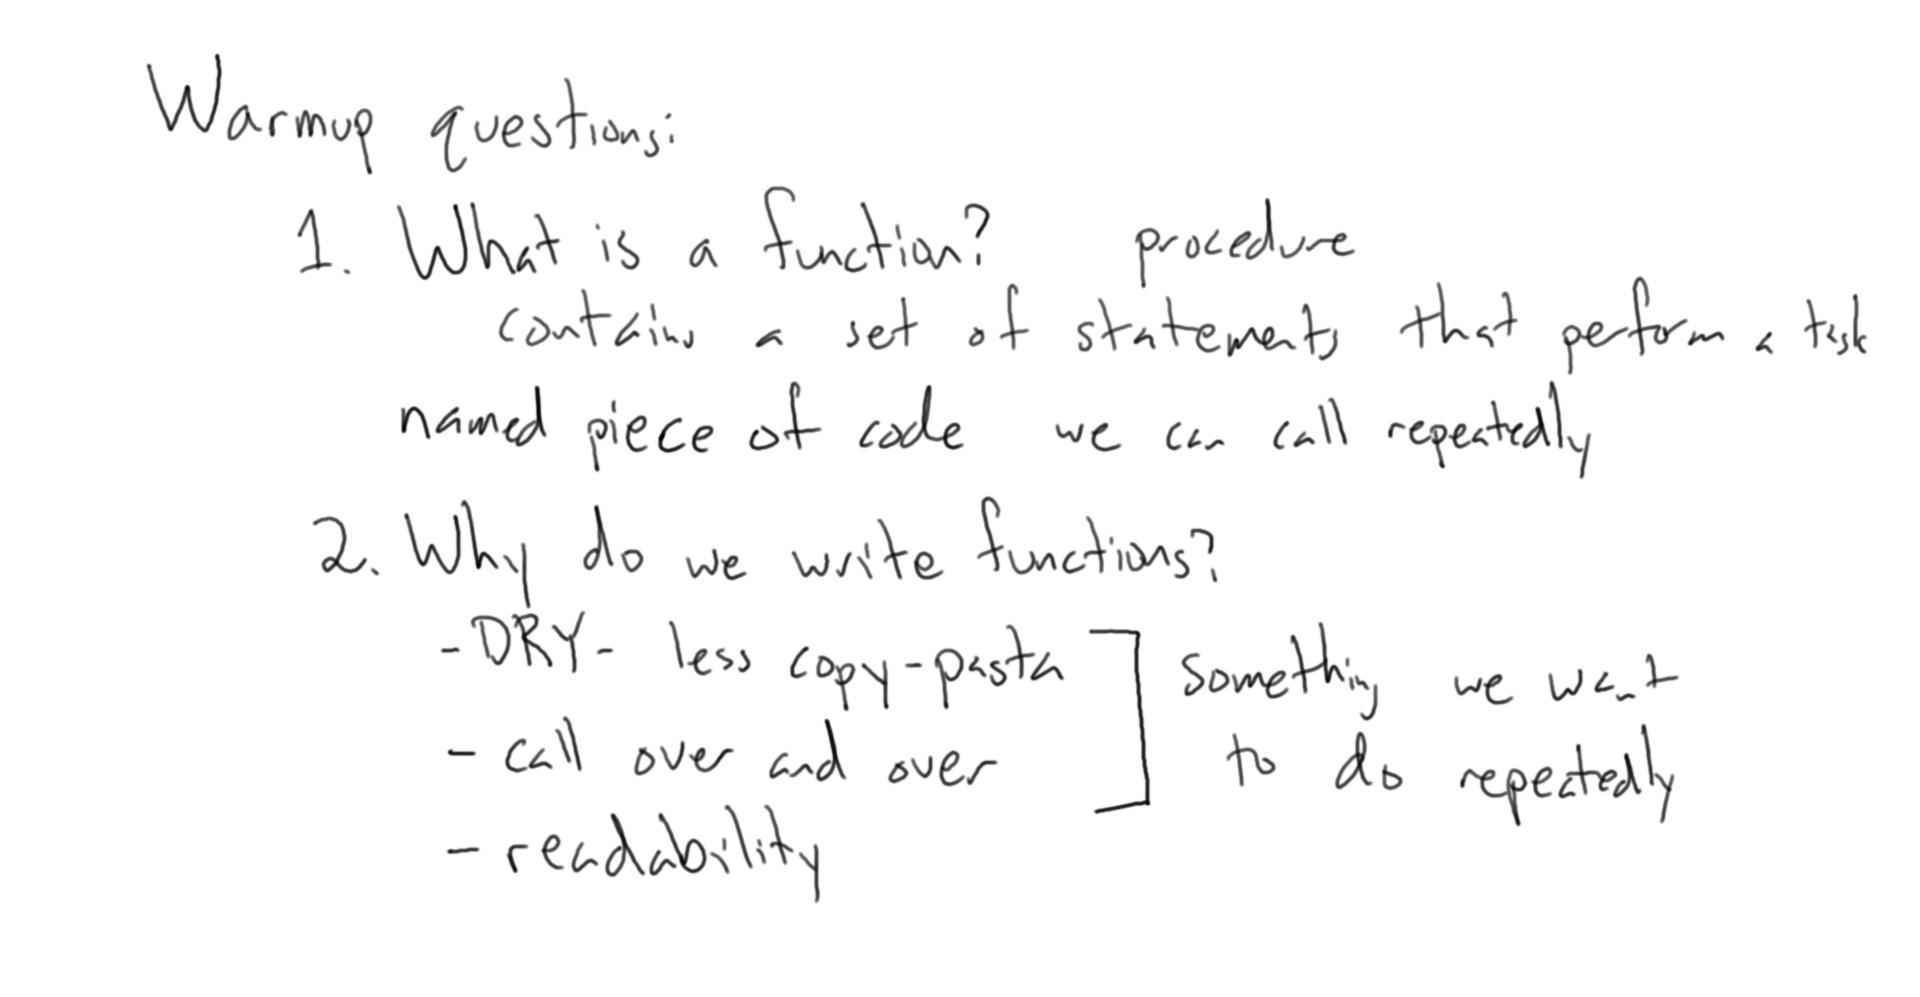 Warmup questions:
1. What is a function? procedure
contains a set of statements that perform a task
named piece of code we can call repeatedly
2. Why do we write functions?
- DRY - less copy-pasta
- call over and over
- readability
something we want
to do repeatedly